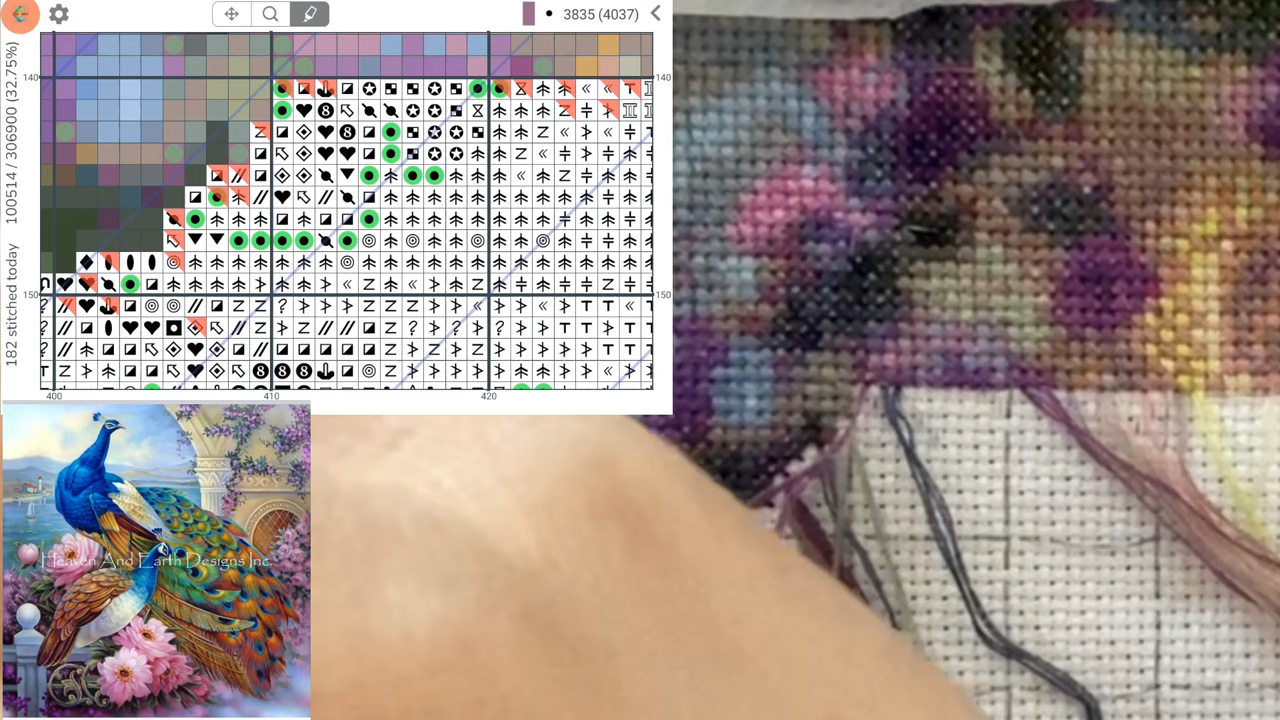 3835 (4037)
182 stitched today 100514 / 306900 (32.75%)
140 140
150 150
400 410 420
Heaven And Earth Designs Inc.